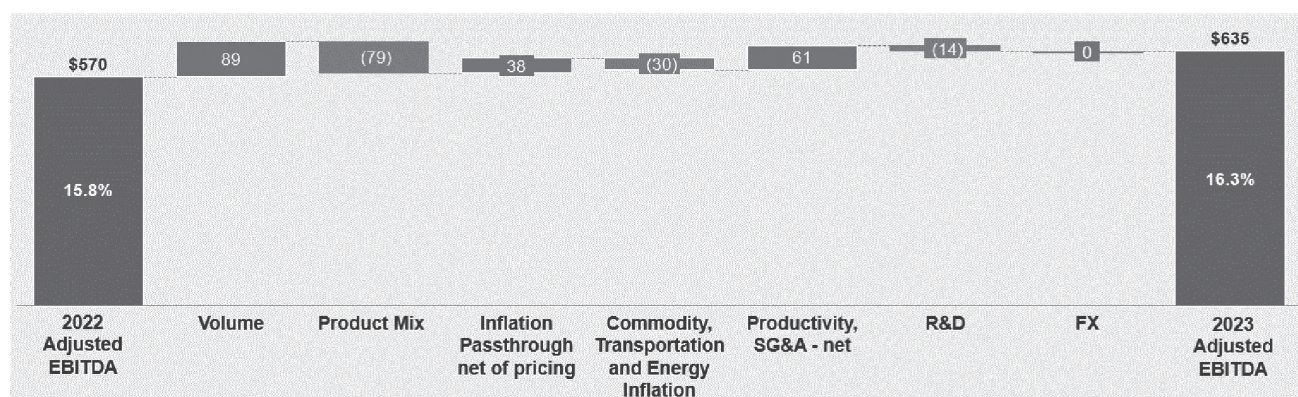 $570
15.8%
89
(79)
38
(30)
61
(14)
0
$635
16.3%
2022
Adjusted
EBITDA
Volume
Product Mix
Inflation
Passthrough
net of pricing
Commodity,
Transportation
and Energy
Inflation
Productivity,
SG&A - net
R&D
FX
2023
Adjusted
EBITDA